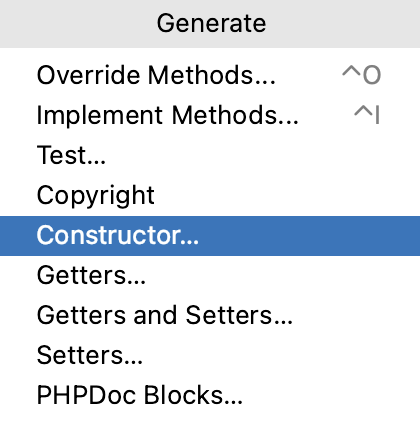 Generate
Override Methods... ^O
Implement Methods... ^I
Test...
Copyright
Constructor...
Getters...
Getters and Setters...
Setters...
PHPDoc Blocks...